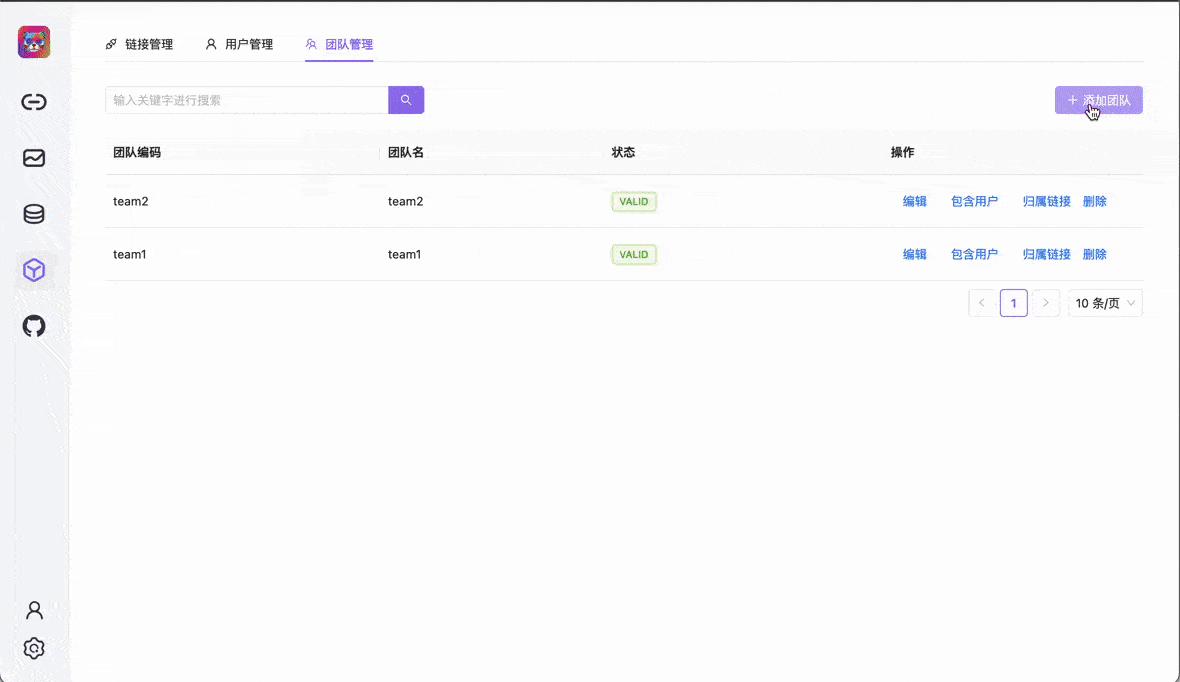 链接管理 用户管理 团队管理
输入关键字进行搜索 添加团队
团队编码 团队名 状态 操作
team2 team2 VALID 编辑 包含用户 归属链接 删除
team1 team1 VALID 编辑 包含用户 归属链接 删除
1 10 条/页